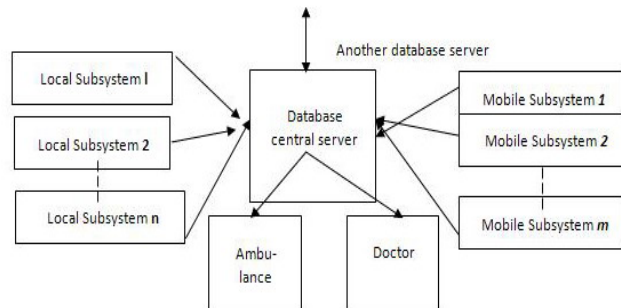 Another database server
Local Subsystem l
Local Subsystem 2
Local Subsystem n
Database
central server
Mobile Subsystem 1
Mobile Subsystem 2
Mobile Subsystem m
Ambu-
lance
Doctor